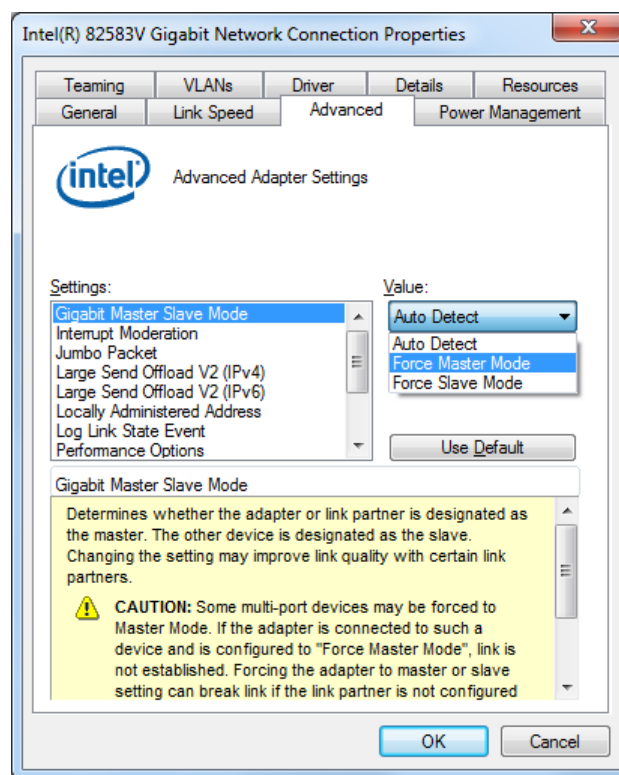 Intel(R) 82583V Gigabit Network Connection Properties
Teaming
VLANs
Driver
Details
Resources
General
Link Speed
Advanced
Power Management
intel
Advanced Adapter Settings
Settings:
Gigabit Master Slave Mode
Interrupt Moderation
Jumbo Packet
Large Send Offload V2 (IPv4)
Large Send Offload V2 (IPv6)
Locally Administered Address
Log Link State Event
Performance Options
Value:
Auto Detect
Auto Detect
Force Master Mode
Force Slave Mode
Use Default
Gigabit Master Slave Mode
Determines whether the adapter or link partner is designated as
the master. The other device is designated as the slave.
Changing the setting may improve link quality with certain link
partners.
CAUTION: Some multi-port devices may be forced to
Master Mode. If the adapter is connected to such a
device and is configured to "Force Master Mode", link is
not established. Forcing the adapter to master or slave
setting can break link if the link partner is not configured
OK
Cancel